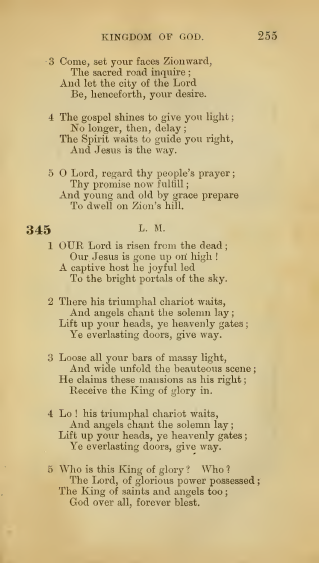 KINGDOM OF GOD. 255
3 Come, set your faces Zionward,
The sacred road inquire;
And let the city of the Lord
Be, henceforth, your desire.
4 The gospel shines to give you light;
No longer, then, delay;
The Spirit waits to guide you right,
And Jesus is the way.
5 O Lord, regard thy people's prayer;
Thy promise now fulfill;
And young and old by grace prepare
To dwell on Zion's hill.
345 L. M.
1 OUR Lord is risen from the dead;
Our Jesus is gone up on high!
A captive host he joyful led
To the bright portals of the sky.
2 There his triumphal chariot waits,
And angels chant the solemn lay;
Lift up your heads, ye heavenly gates;
Ye everlasting doors, give way.
3 Loose all your bars of massy light,
And wide unfold the beauteous scene;
He claims these mansions as his right;
Receive the King of glory in.
4 Lo! his triumphal chariot waits,
And angels chant the solemn lay;
Lift up your heads, ye heavenly gates;
Ye everlasting doors, give way.
5 Who is this King of glory? Who?
The Lord, of glorious power possessed;
The King of saints and angels too;
God over all, forever blest.